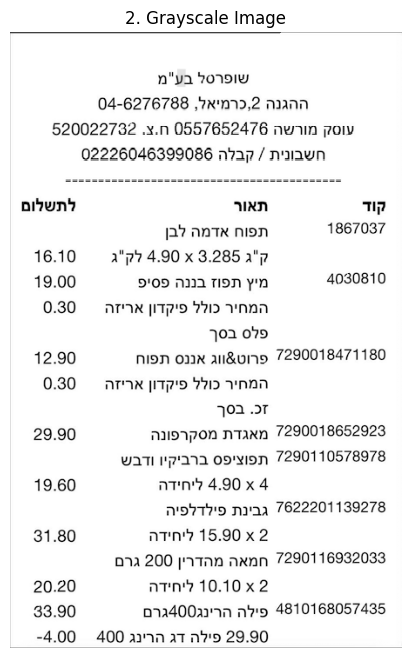 2. Grayscale Image
שופרסל בע"מ
ההגנה 2,כרמיאל, 04-6276788
עוסק מורשה 0557652476 ח.צ. 520022732
חשבונית / קבלה 02226046399086
------------------------------------------
קוד תאור לתשלום
1867037 תפוח אדמה לבן
ק"ג 3.285 x 4.90 לק"ג 16.10
4030810 מיץ תפוז בננה פסיפ 19.00
המחיר כולל פיקדון אריזה 0.30
פלס בסך
7290018471180 פרוט&ווג אננס תפוח 12.90
המחיר כולל פיקדון אריזה 0.30
זכ. בסך
7290018652923 מאגדת מסקרפונה 29.90
7290110578978 תפוציפס ברביקיו ודבש
4 x 4.90 ליחידה 19.60
7622201139278 גבינת פילדלפיה
2 x 15.90 ליחידה 31.80
7290116932033 חמאה מהדרין 200 גרם
2 x 10.10 ליחידה 20.20
4810168057435 פילה הרינג400גרם 33.90
29.90 פילה דג הרינג 400 -4.00